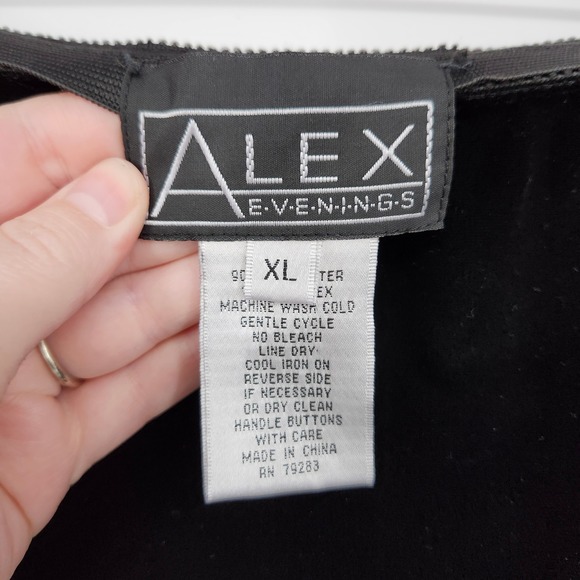 ALEX
E·V·E·N·I·N·G·S
XL
MACHINE WASH COLD
GENTLE CYCLE
NO BLEACH
LINE DRY
COOL IRON ON
REVERSE SIDE
IF NECESSARY
OR DRY CLEAN
HANDLE BUTTONS
WITH CARE
MADE IN CHINA
RN 79283